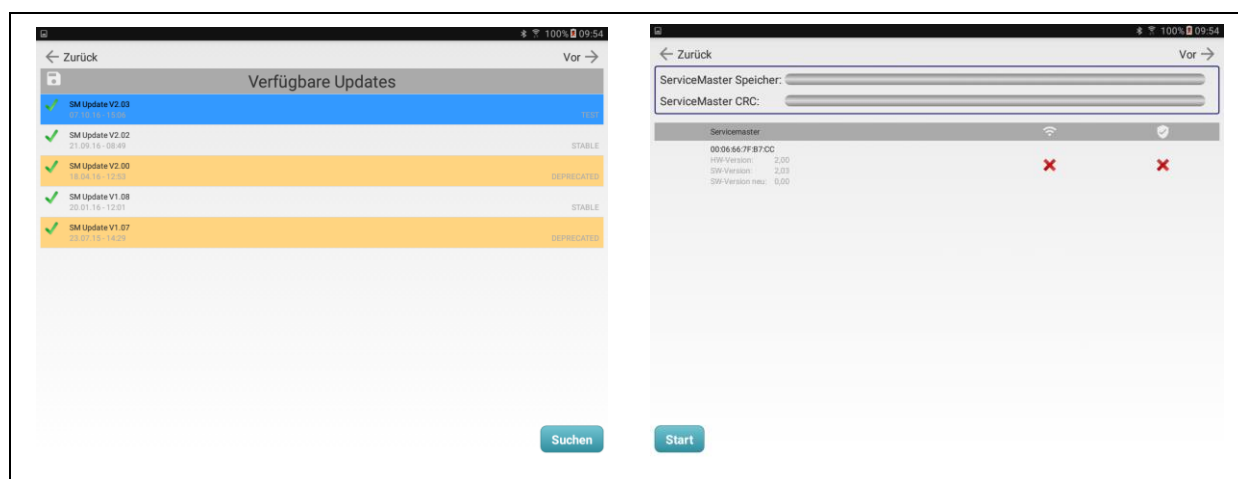 100% 09:54
Zurück
Vor
Verfügbare Updates
SM Update V2.03
07.10.16 - 15:06
TEST
SM Update V2.02
21.09.16 - 08:49
STABLE
SM Update V2.00
18.04.16 - 12:53
DEPRECATED
SM Update V1.08
20.01.16 - 12:01
STABLE
SM Update V1.07
23.07.15 - 14:29
DEPRECATED
Suchen
100% 09:54
Zurück
Vor
ServiceMaster Speicher:
ServiceMaster CRC:
Servicemaster
00:06:66:7F:B7:CC
HW-Version: 2,00
SW-Version: 2,03
SW-Version neu: 0,00
Start